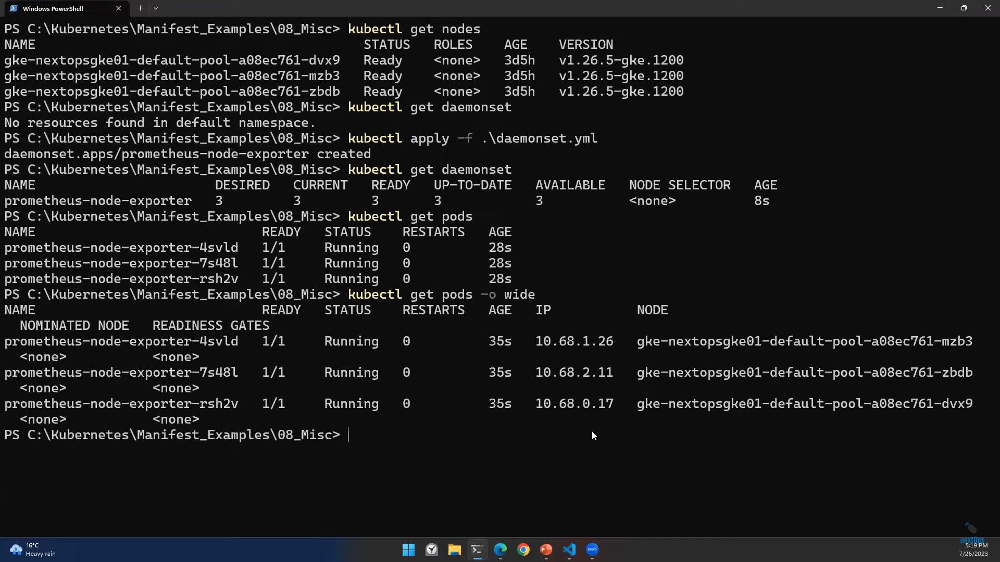 Windows PowerShell
PS C:\Kubernetes\Manifest_Examples\08_Misc> kubectl get nodes
NAME STATUS ROLES AGE VERSION
gke-nextopsgke01-default-pool-a08ec761-dvx9 Ready <none> 3d5h v1.26.5-gke.1200
gke-nextopsgke01-default-pool-a08ec761-mzb3 Ready <none> 3d5h v1.26.5-gke.1200
gke-nextopsgke01-default-pool-a08ec761-zbdb Ready <none> 3d5h v1.26.5-gke.1200
PS C:\Kubernetes\Manifest_Examples\08_Misc> kubectl get daemonset
No resources found in default namespace.
PS C:\Kubernetes\Manifest_Examples\08_Misc> kubectl apply -f .\daemonset.yml
daemonset.apps/prometheus-node-exporter created
PS C:\Kubernetes\Manifest_Examples\08_Misc> kubectl get daemonset
NAME DESIRED CURRENT READY UP-TO-DATE AVAILABLE NODE SELECTOR AGE
prometheus-node-exporter 3 3 3 3 3 <none> 8s
PS C:\Kubernetes\Manifest_Examples\08_Misc> kubectl get pods
NAME READY STATUS RESTARTS AGE
prometheus-node-exporter-4svld 1/1 Running 0 28s
prometheus-node-exporter-7s48l 1/1 Running 0 28s
prometheus-node-exporter-rsh2v 1/1 Running 0 28s
PS C:\Kubernetes\Manifest_Examples\08_Misc> kubectl get pods -o wide
NAME READY STATUS RESTARTS AGE IP NODE
NOMINATED NODE READINESS GATES
prometheus-node-exporter-4svld 1/1 Running 0 35s 10.68.1.26 gke-nextopsgke01-default-pool-a08ec761-mzb3
<none> <none>
prometheus-node-exporter-7s48l 1/1 Running 0 35s 10.68.2.11 gke-nextopsgke01-default-pool-a08ec761-zbdb
<none> <none>
prometheus-node-exporter-rsh2v 1/1 Running 0 35s 10.68.0.17 gke-nextopsgke01-default-pool-a08ec761-dvx9
<none> <none>
PS C:\Kubernetes\Manifest_Examples\08_Misc>
nextOps
16°C
Heavy rain
zoom
5:19 PM
7/26/2023